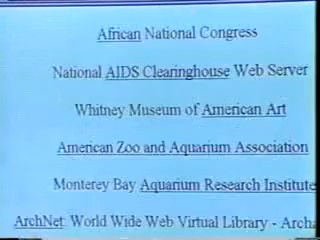 African National Congress
National AIDS Clearinghouse Web Server
Whitney Museum of American Art
American Zoo and Aquarium Association
Monterey Bay Aquarium Research Institute
ArchNet: World Wide Web Virtual Library - Archa